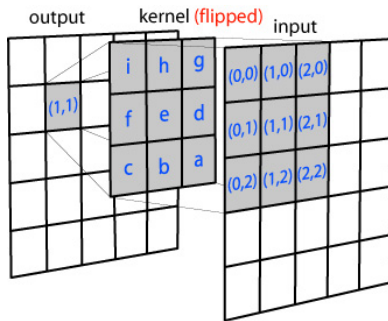 output kernel (flipped) input
i h g
f e d
c b a
(1,1)
(0,0) (1,0) (2,0)
(0,1) (1,1) (2,1)
(0,2) (1,2) (2,2)